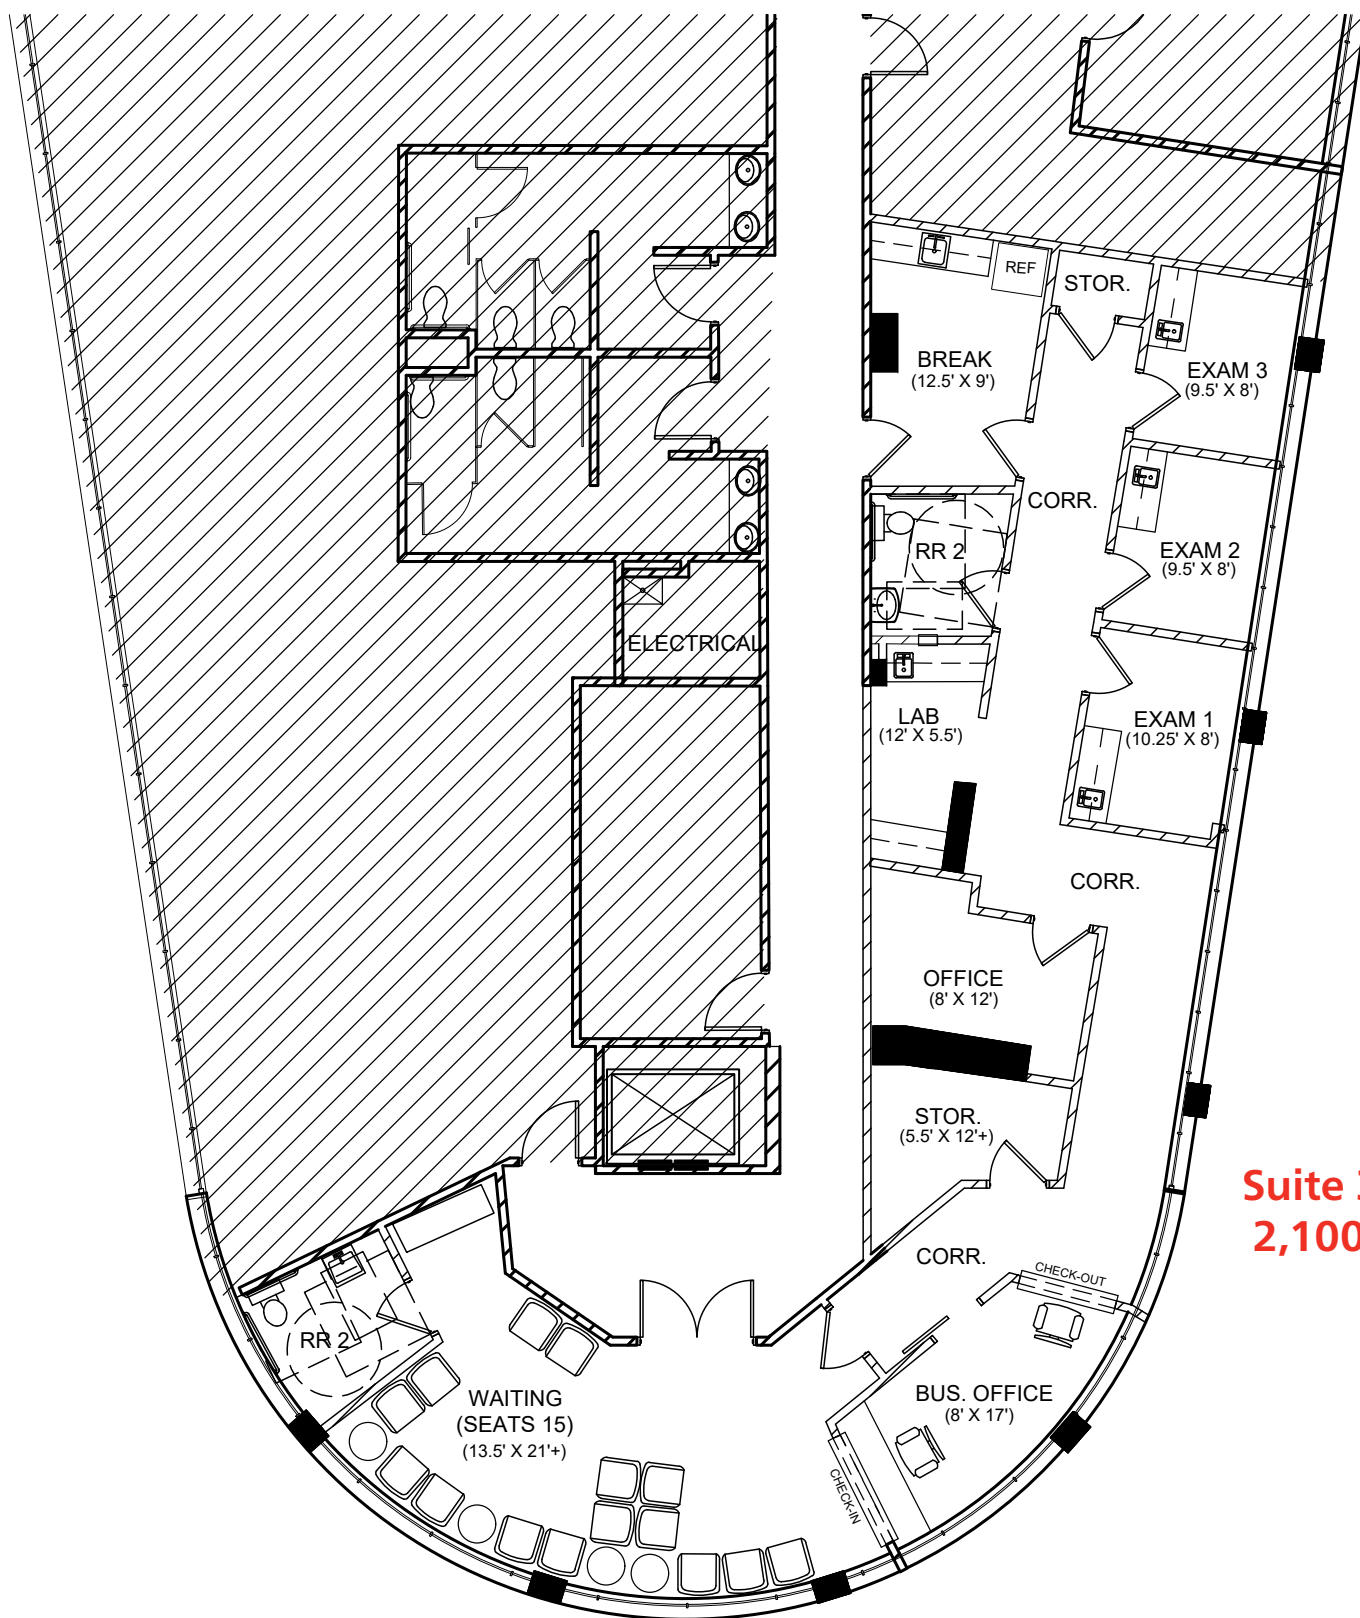 REF
STOR.
BREAK
(12.5' X 9')
EXAM 3
(9.5' X 8')
CORR.
RR 2
EXAM 2
(9.5' X 8')
ELECTRICAL
LAB
(12' X 5.5')
EXAM 1
(10.25' X 8')
CORR.
OFFICE
(8' X 12')
STOR.
(5.5' X 12'+)
Suite
2,100
CORR.
CHECK-OUT
RR 2
WAITING
(SEATS 15)
(13.5' X 21'+)
BUS. OFFICE
(8' X 17')
CHECK-IN